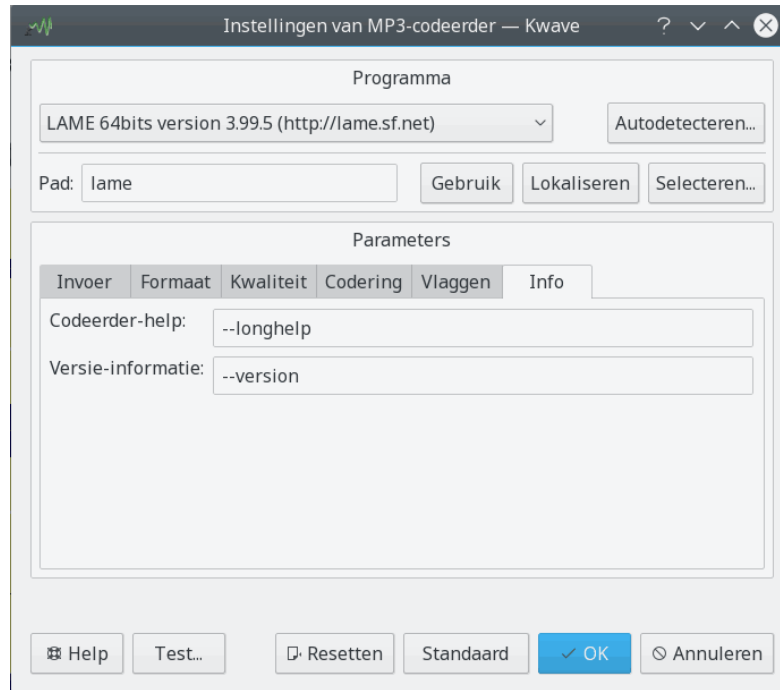 Instellingen van MP3-codeerder — Kwave
Programma
LAME 64bits version 3.99.5 (http://lame.sf.net)
Autodetecteren...
Pad: lame
Gebruik
Lokaliseren
Selecteren...
Parameters
Invoer Formaat Kwaliteit Codering Vlaggen Info
Codeerder-help: --longhelp
Versie-informatie: --version
Help Test... Resetten Standaard OK Annuleren